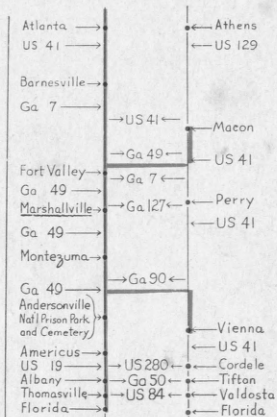 Atlanta
Athens
US 41
US 129
Barnesville
Ga 7
US 41
Macon
Ga 49
US 41
Fort Valley
Ga 7
Ga 49
Marshallville
Ga 127
Perry
US 41
Ga 49
Montezuma
Ga 90
Ga 49
Andersonville
Nat'l Prison Park
and Cemetery
Vienna
US 41
Americus
US 19
US 280
Cordele
Albany
Ga 50
Tifton
Thomasville
US 84
Valdosta
Florida
Florida